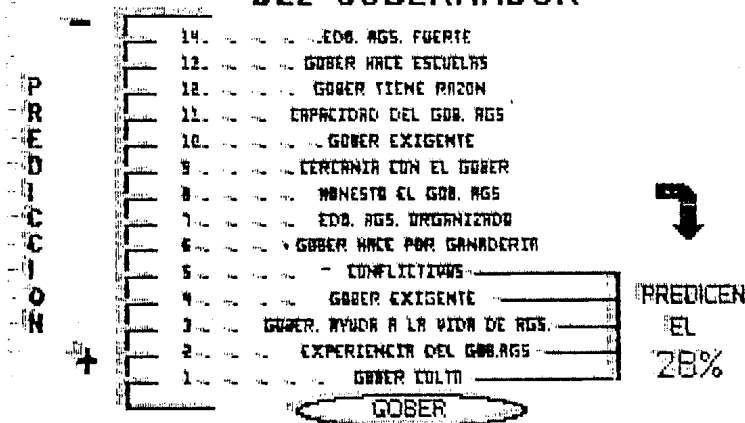 DEL GOBERNADOR
−
14. EDO. AGS. FUERTE
13. GOBER HACE ESCUELAS
12. GOBER TIENE RAZON
11. CAPACIDAD DEL GOB. AGS
10. GOBER EXIGENTE
9 CERCANIA CON EL GOBER
8 HONESTO EL GOB. AGS
7 EDO. AGS. ORGANIZADO
6 GOBER HACE POR GANADERIA
5 CONFLICTIVOS
4 GOBER EXIGENTE
3 GOBER. AYUDA A LA VIDA DE AGS.
2 EXPERIENCIA DEL GOB.AGS
1 GOBER CULTO
+
PREDICCION
PREDICEN
EL
28%
GOBER